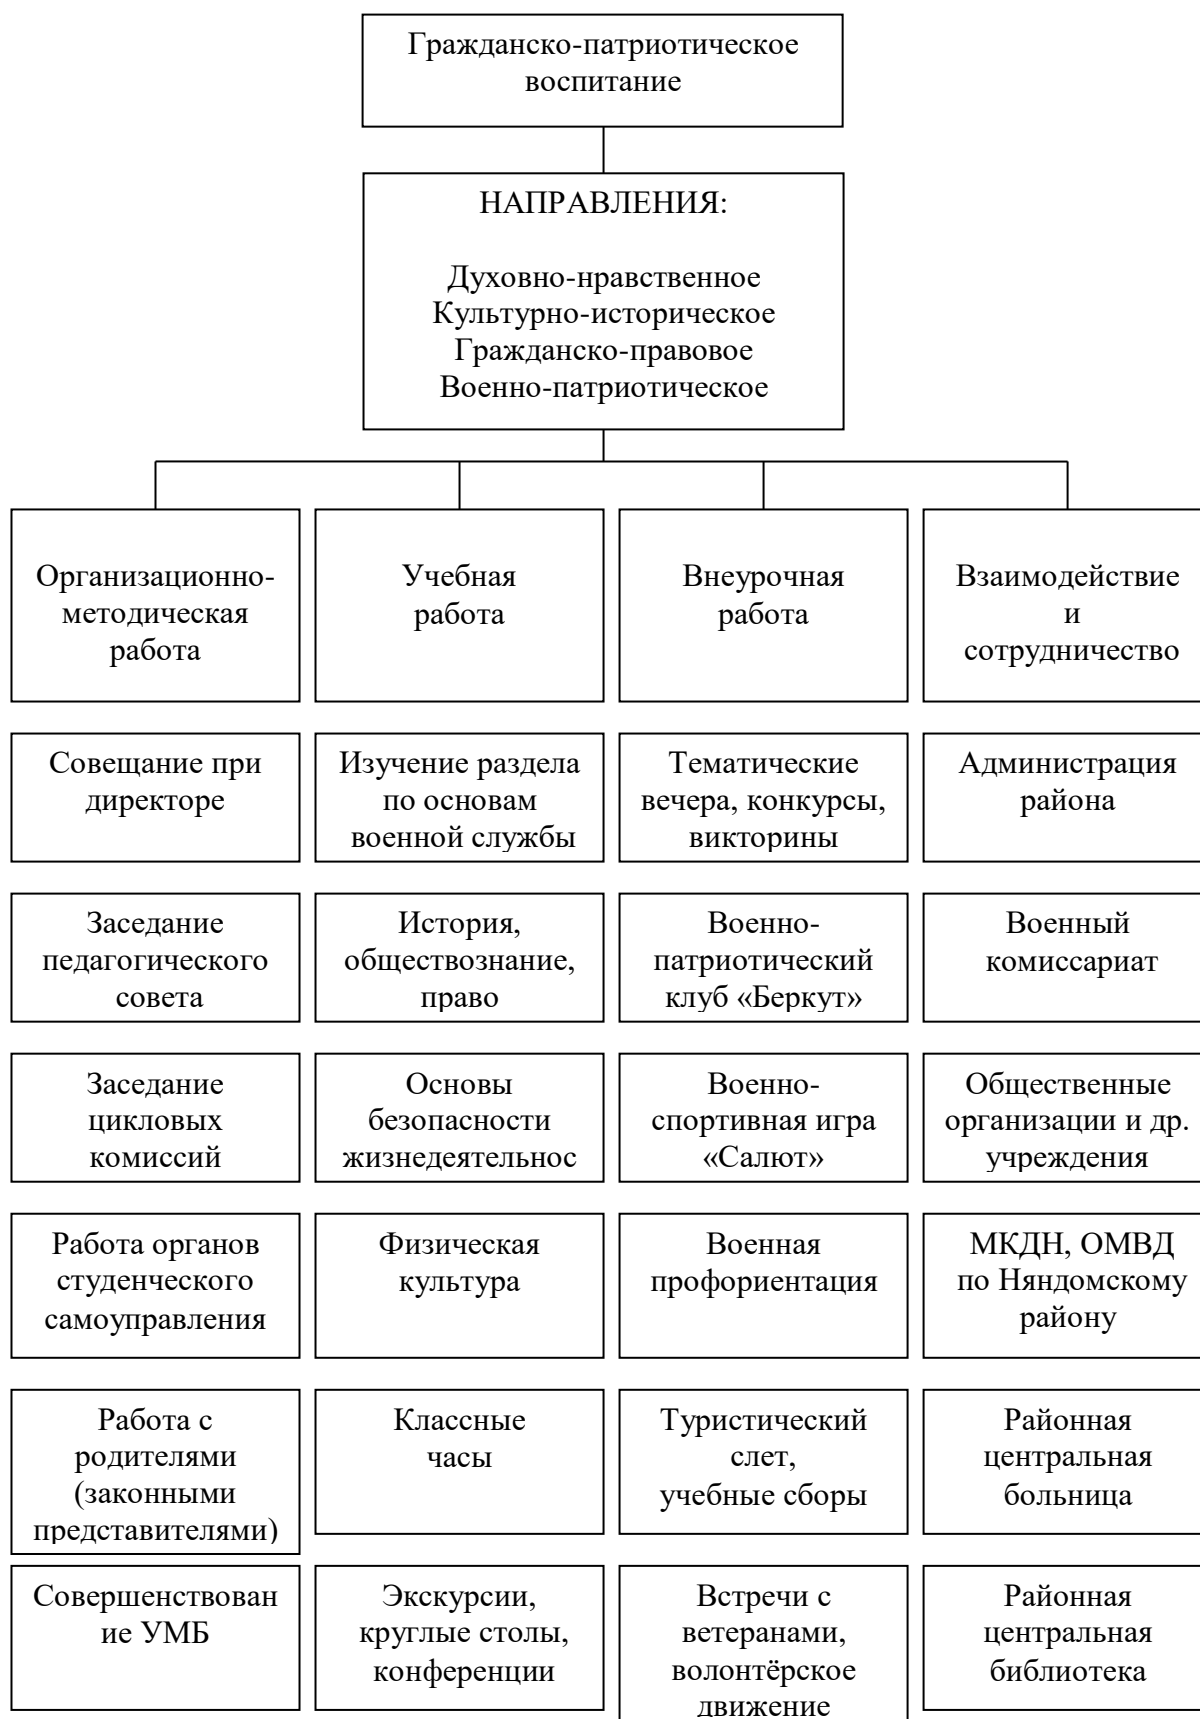 Гражданско-патриотическое
воспитание
НАПРАВЛЕНИЯ:
Духовно-нравственное
Культурно-историческое
Гражданско-правовое
Военно-патриотическое
Организационно-
методическая
работа
Учебная
работа
Внеурочная
работа
Взаимодействие
и
сотрудничество
Совещание при
директоре
Изучение раздела
по основам
военной службы
Тематические
вечера, конкурсы,
викторины
Администрация
района
Заседание
педагогического
совета
История,
обществознание,
право
Военно-
патриотический
клуб «Беркут»
Военный
комиссариат
Заседание
цикловых
комиссий
Основы
безопасности
жизнедеятельнос
Военно-
спортивная игра
«Салют»
Общественные
организации и др.
учреждения
Работа органов
студенческого
самоуправления
Физическая
культура
Военная
профориентация
МКДН, ОМВД
по Няндомскому
району
Работа с
родителями
(законными
представителями)
Классные
часы
Туристический
слет,
учебные сборы
Районная
центральная
больница
Совершенствован
ие УМБ
Экскурсии,
круглые столы,
конференции
Встречи с
ветеранами,
волонтёрское
движение
Районная
центральная
библиотека